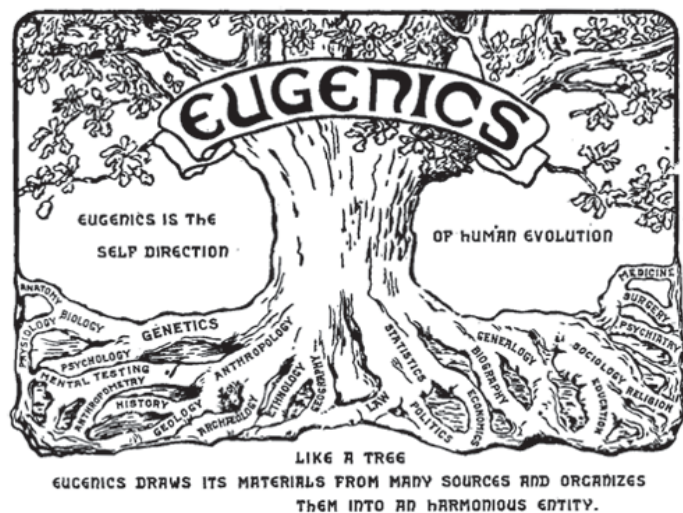 EUGENICS
EUGENICS IS THE
SELF DIRECTION
OF HUMAN EVOLUTION
ANATOMY
PHYSIOLOGY
BIOLOGY
GENETICS
PSYCHOLOGY
MENTAL TESTING
ANTHROPOMETRY
HISTORY
GEOLOGY
ANTHROPOLOGY
ARCHAEOLOGY
ETHNOLOGY
GEOGRAPHY
LAW
STATISTICS
POLITICS
ECONOMICS
BIOGRAPHY
GENEALOGY
EDUCATION
SOCIOLOGY
RELIGION
PSYCHIATRY
SURGERY
MEDICINE
LIKE A TREE
EUGENICS DRAWS ITS MATERIALS FROM MANY SOURCES AND ORGANIZES
THEM INTO AN HARMONIOUS ENTITY.